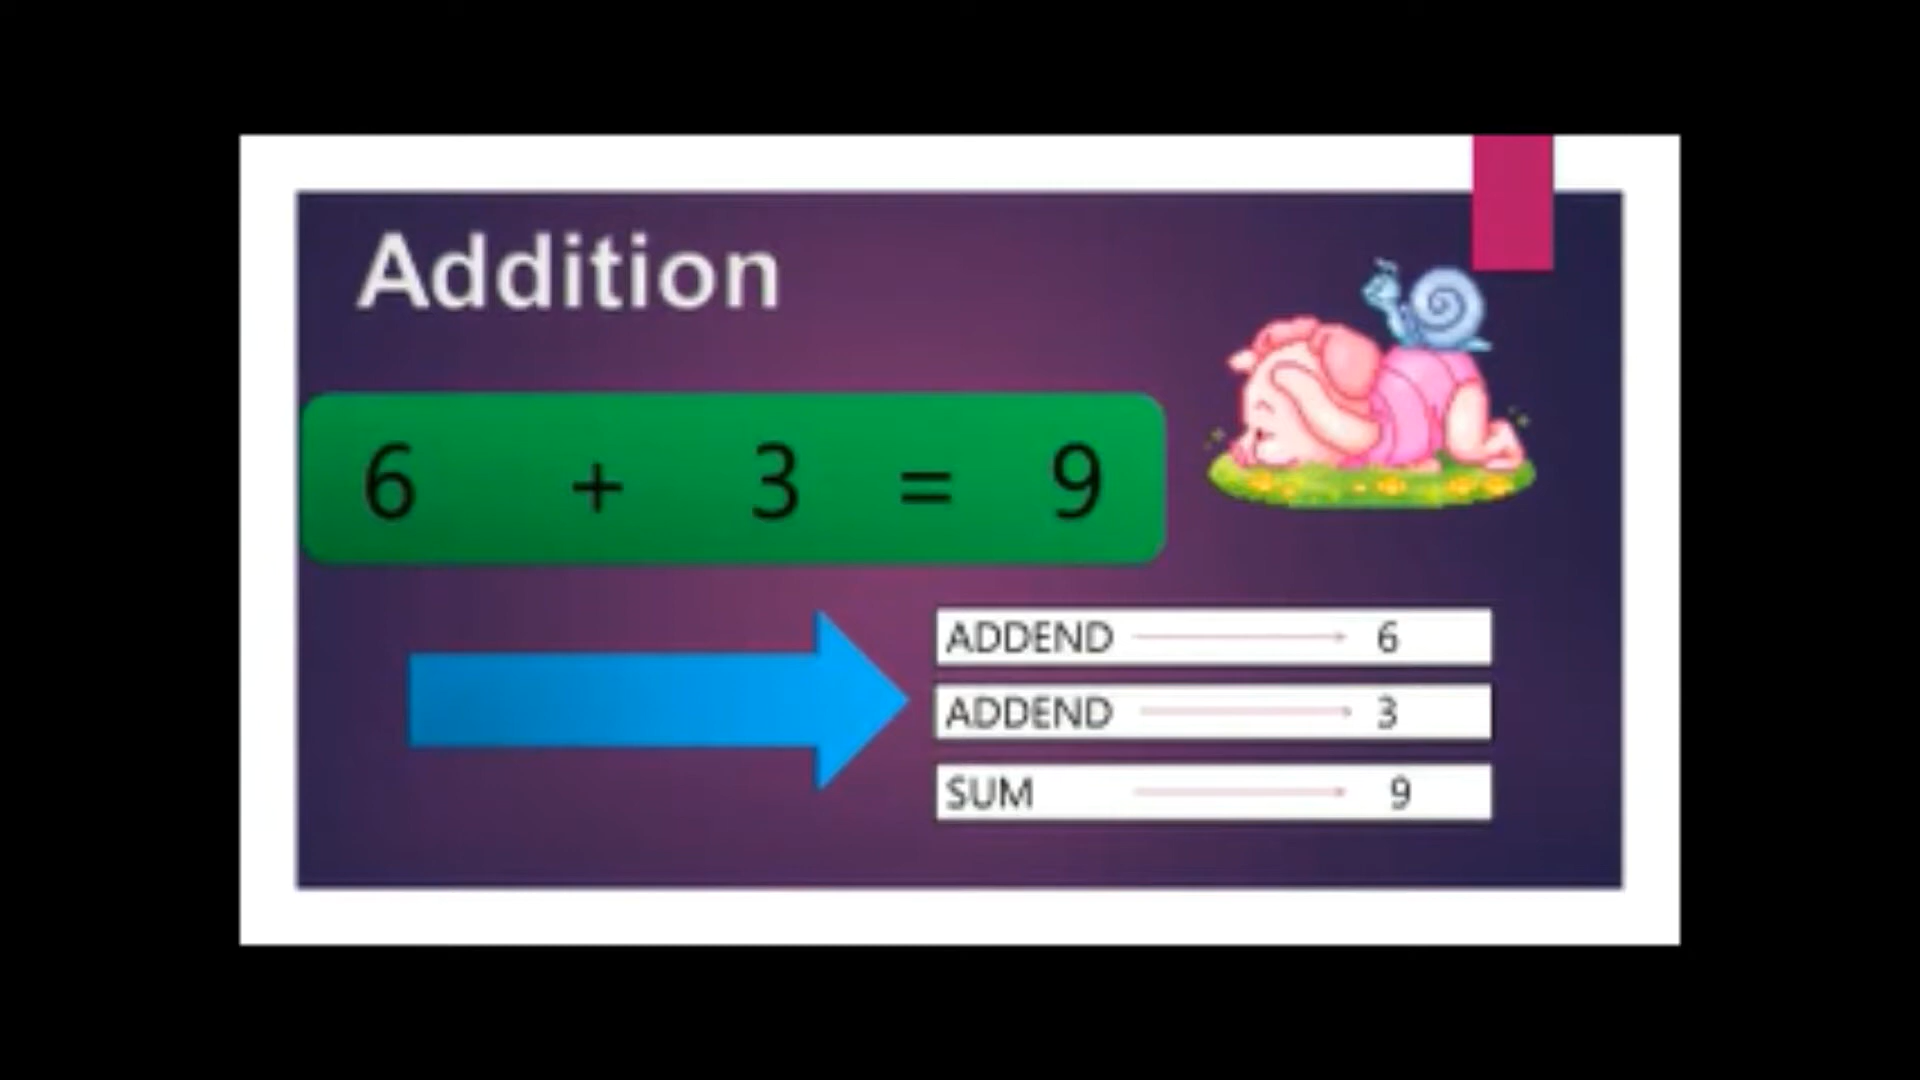 Addition
6 + 3 = 9
ADDEND 6
ADDEND 3
SUM 9